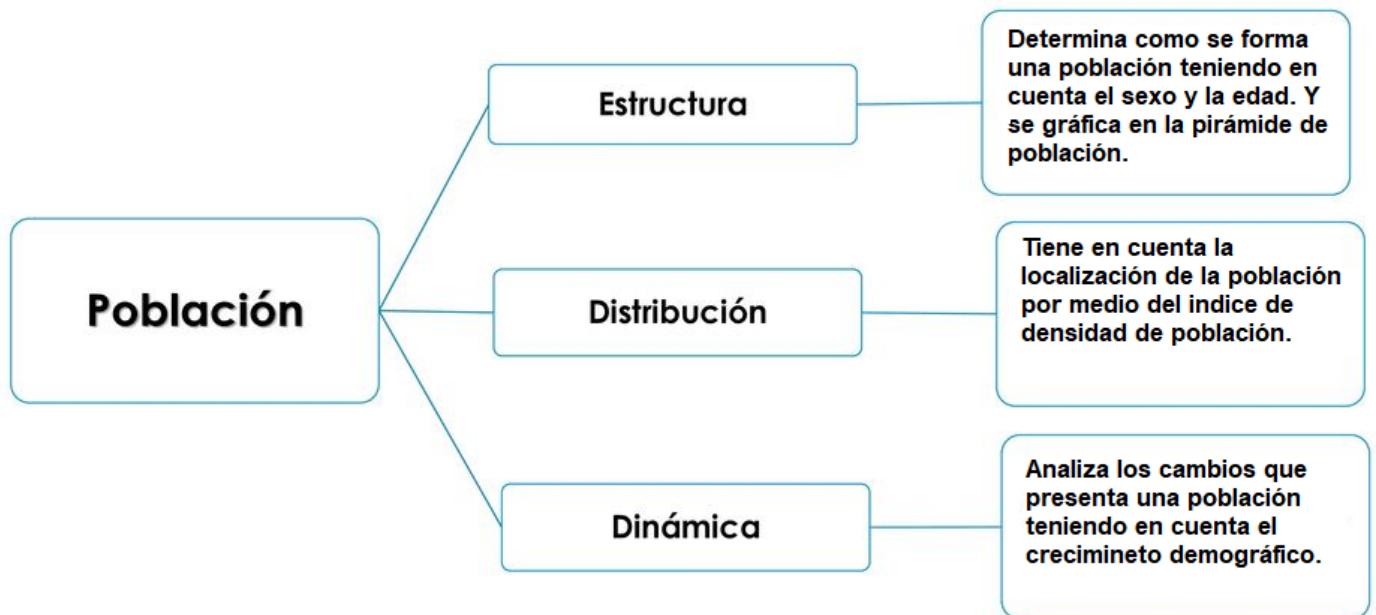 Población
Estructura
Determina como se forma
una población teniendo en
cuenta el sexo y la edad. Y
se gráfica en la pirámide de
población.
Distribución
Tiene en cuenta la
localización de la población
por medio del indice de
densidad de población.
Dinámica
Analiza los cambios que
presenta una población
teniendo en cuenta el
crecimineto demográfico.